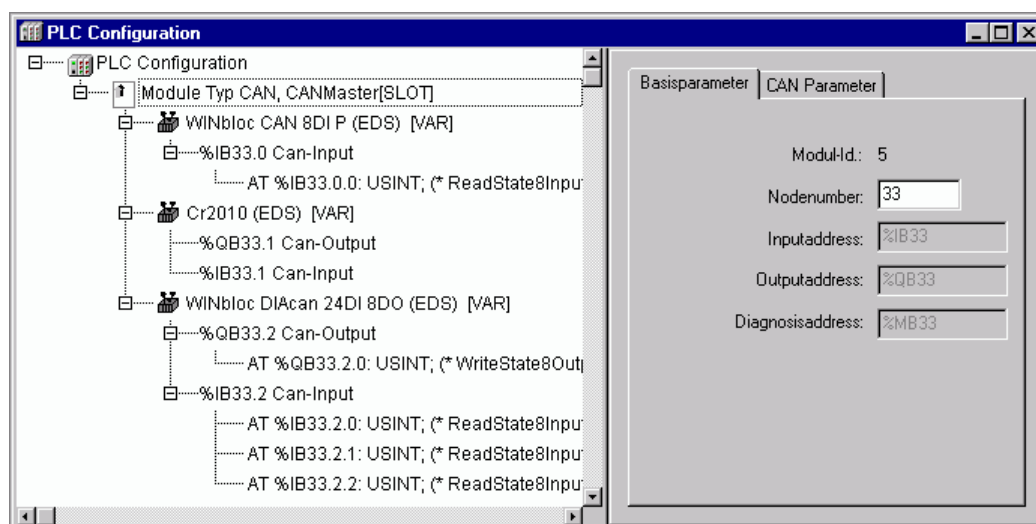 PLC Configuration
PLC Configuration
Module Typ CAN, CANMaster[SLOT]
WINbloc CAN 8DI P (EDS) [VAR]
%IB33.0 Can-Input
AT %IB33.0.0: USINT; (* ReadState8Input
Cr2010 (EDS) [VAR]
%QB33.1 Can-Output
%IB33.1 Can-Input
WINbloc DIAcan 24DI 8DO (EDS) [VAR]
%QB33.2 Can-Output
AT %QB33.2.0: USINT; (* WriteState8Outp
%IB33.2 Can-Input
AT %IB33.2.0: USINT; (* ReadState8Input
AT %IB33.2.1: USINT; (* ReadState8Input
AT %IB33.2.2: USINT; (* ReadState8Input
Basisparameter CAN Parameter
Modul-Id.: 5
Nodenumber: 33
Inputaddress: %IB33
Outputaddress: %QB33
Diagnosisaddress: %MB33